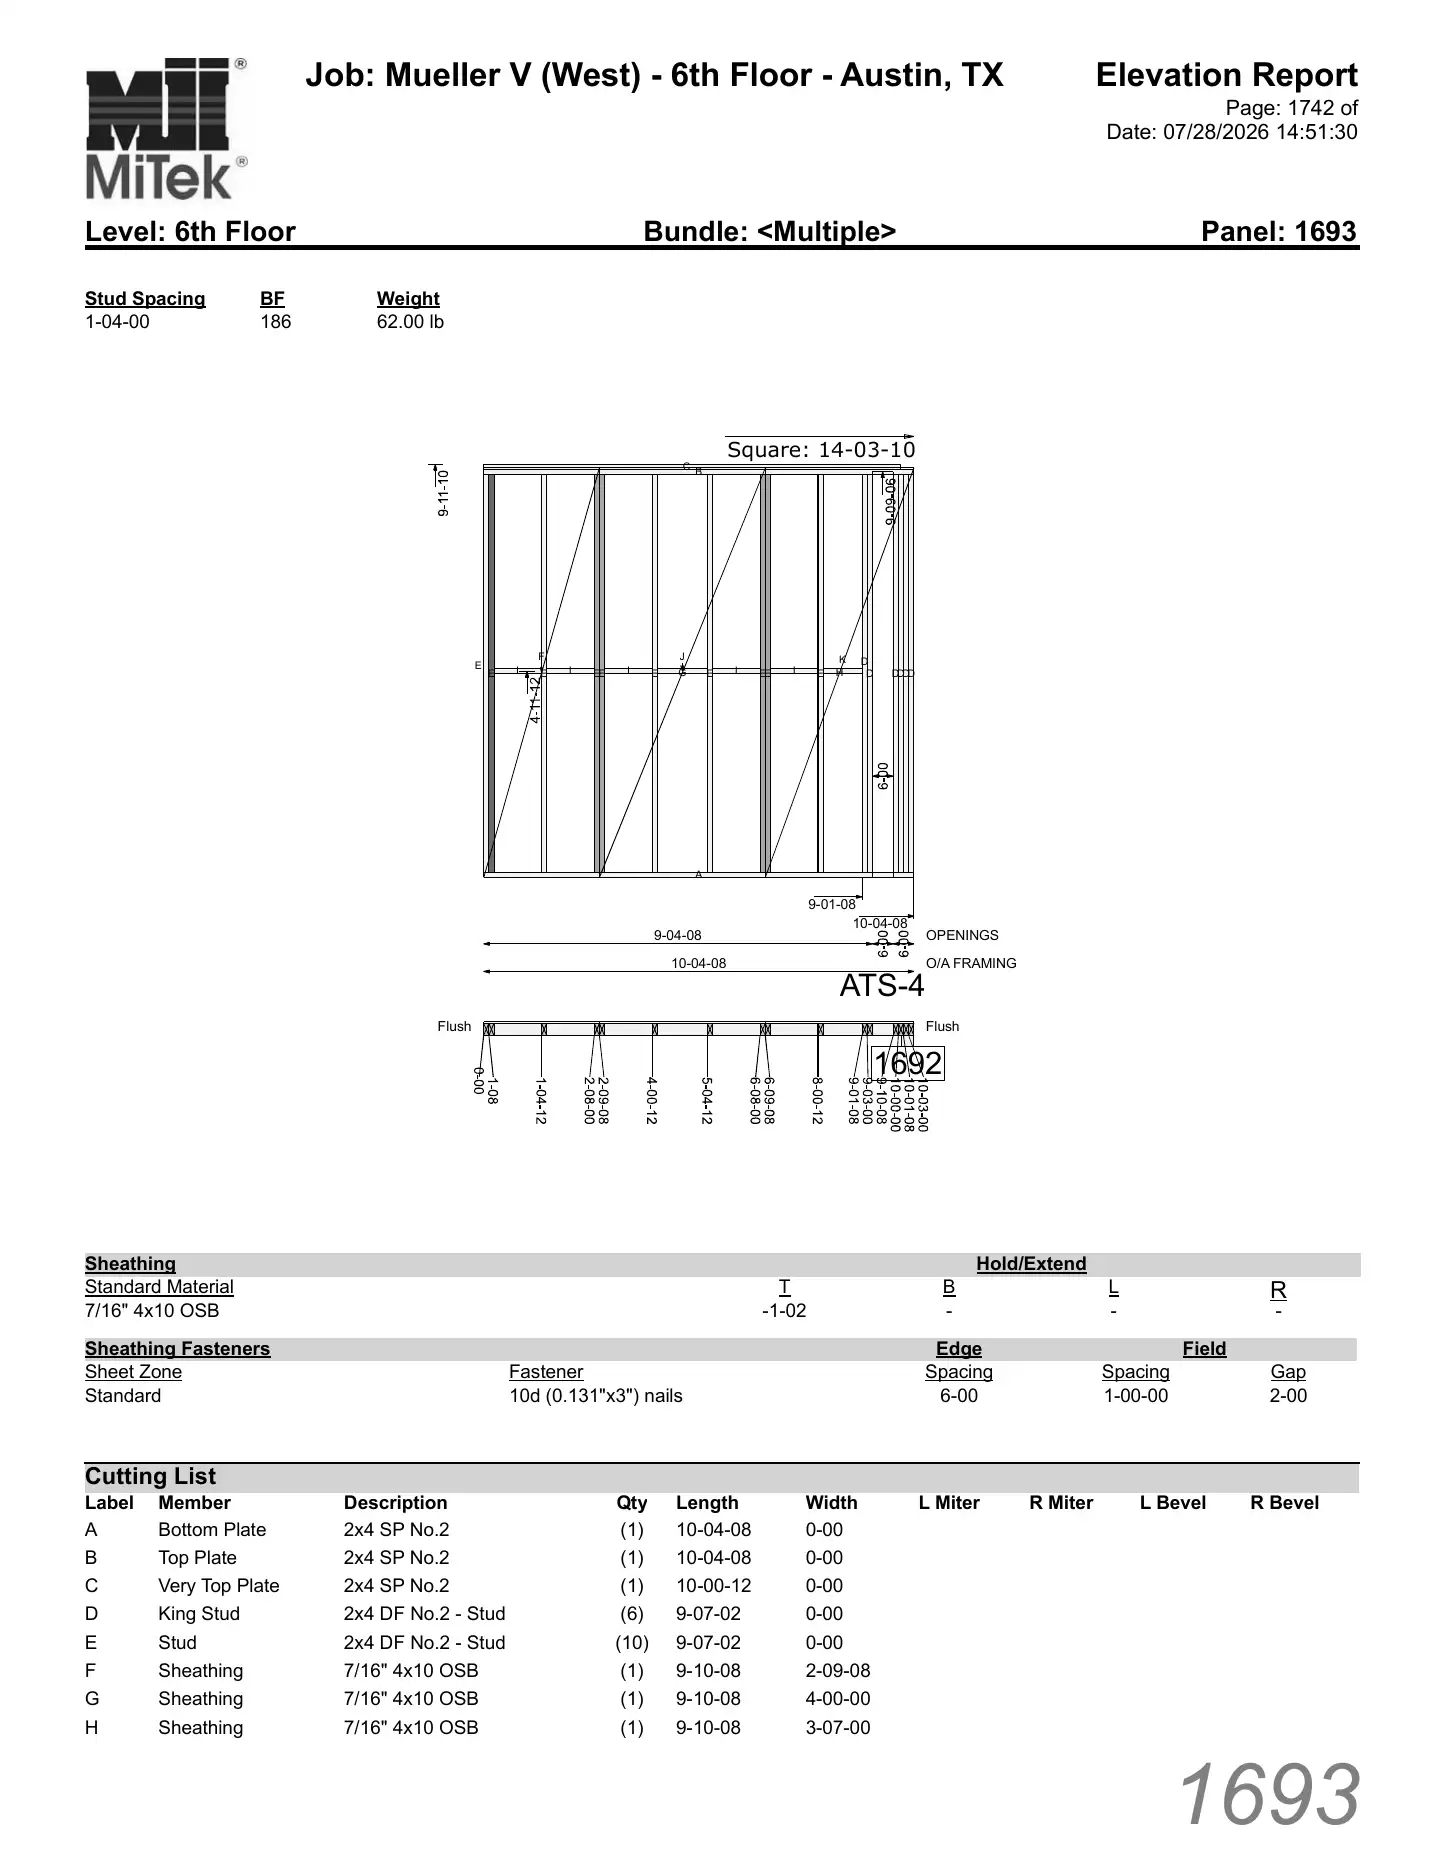 Job: Mueller V (West) - 6th Floor - Austin, TX
Elevation Report
Page: 1742 of
Date: 07/28/2026 14:51:30
MiTek®
Level: 6th Floor Bundle: <Multiple> Panel: 1693
Stud Spacing BF Weight
1-04-00 186 62.00 lb
Square: 14-03-10
C
B
9-11-10
9-09-06
E F J K D
I I I I I
G H D D D D D
4-11-12
6-00
A
9-01-08
10-04-08
9-04-08 6-00 6-00 OPENINGS
10-04-08 O/A FRAMING
ATS-4
Flush Flush
1692
0-00 1-08 1-04-12 2-08-00 2-09-08 4-00-12 5-04-12 6-08-00 6-09-08 8-00-12 9-01-08 9-03-00 9-10-08 10-00-00 10-01-08 10-03-00
Sheathing Hold/Extend
Standard Material T B L R
7/16" 4x10 OSB -1-02 - - -
Sheathing Fasteners Edge Field
Sheet Zone Fastener Spacing Spacing Gap
Standard 10d (0.131"x3") nails 6-00 1-00-00 2-00
Cutting List
Label Member Description Qty Length Width L Miter R Miter L Bevel R Bevel
A Bottom Plate 2x4 SP No.2 (1) 10-04-08 0-00
B Top Plate 2x4 SP No.2 (1) 10-04-08 0-00
C Very Top Plate 2x4 SP No.2 (1) 10-00-12 0-00
D King Stud 2x4 DF No.2 - Stud (6) 9-07-02 0-00
E Stud 2x4 DF No.2 - Stud (10) 9-07-02 0-00
F Sheathing 7/16" 4x10 OSB (1) 9-10-08 2-09-08
G Sheathing 7/16" 4x10 OSB (1) 9-10-08 4-00-00
H Sheathing 7/16" 4x10 OSB (1) 9-10-08 3-07-00
1693